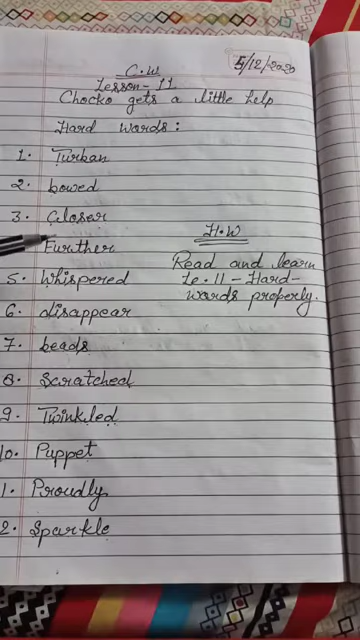 C.W
5/12/2020
Lesson-11
Chocko gets a little help
Hard Words:
1. Turban
2. bowed
3. Closer
Further
5. Whispered
6. disappear
7. beads
8. Scratched
9. Twinkled
10. Puppet
1. Proudly
2. Sparkle
H.W
Read and learn
Le.11-Hard-
Words properly.